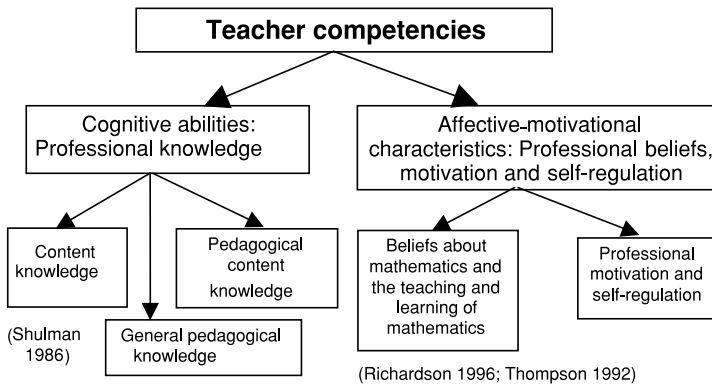 Teacher competencies
Cognitive abilities:
Professional knowledge
Affective-motivational
characteristics: Professional beliefs,
motivation and self-regulation
Content
knowledge
Pedagogical
content
knowledge
Beliefs about
mathematics and
the teaching and
learning of
mathematics
Professional
motivation and
self-regulation
(Shulman
1986)
General pedagogical
knowledge
(Richardson 1996; Thompson 1992)